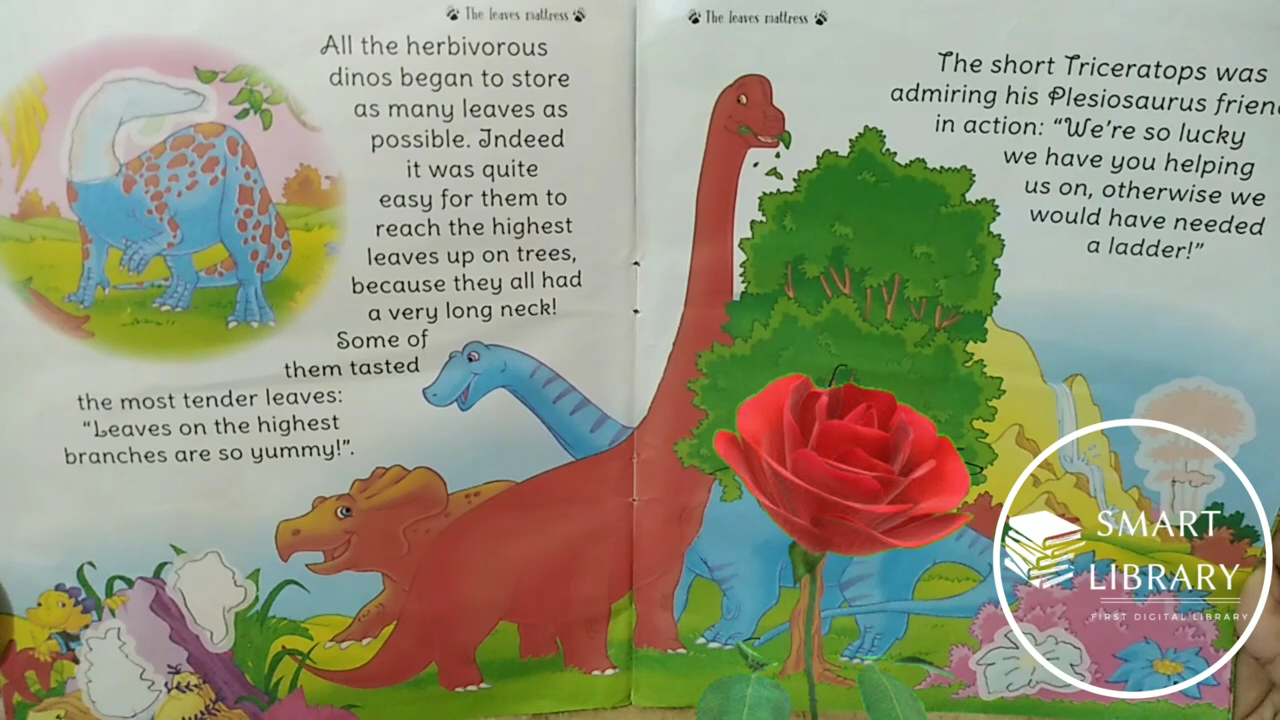 The leaves mattress
All the herbivorous
dinos began to store
as many leaves as
possible. Indeed
it was quite
easy for them to
reach the highest
leaves up on trees,
because they all had
a very long neck!
Some of
them tasted
the most tender leaves:
“Leaves on the highest
branches are so yummy!”.
The leaves mattress
The short Triceratops was
admiring his Plesiosaurus frien
in action: “We're so lucky
we have you helping
us on, otherwise we
would have needed
a ladder!”
SMART
LIBRARY
FIRST DIGITAL LIBRARY